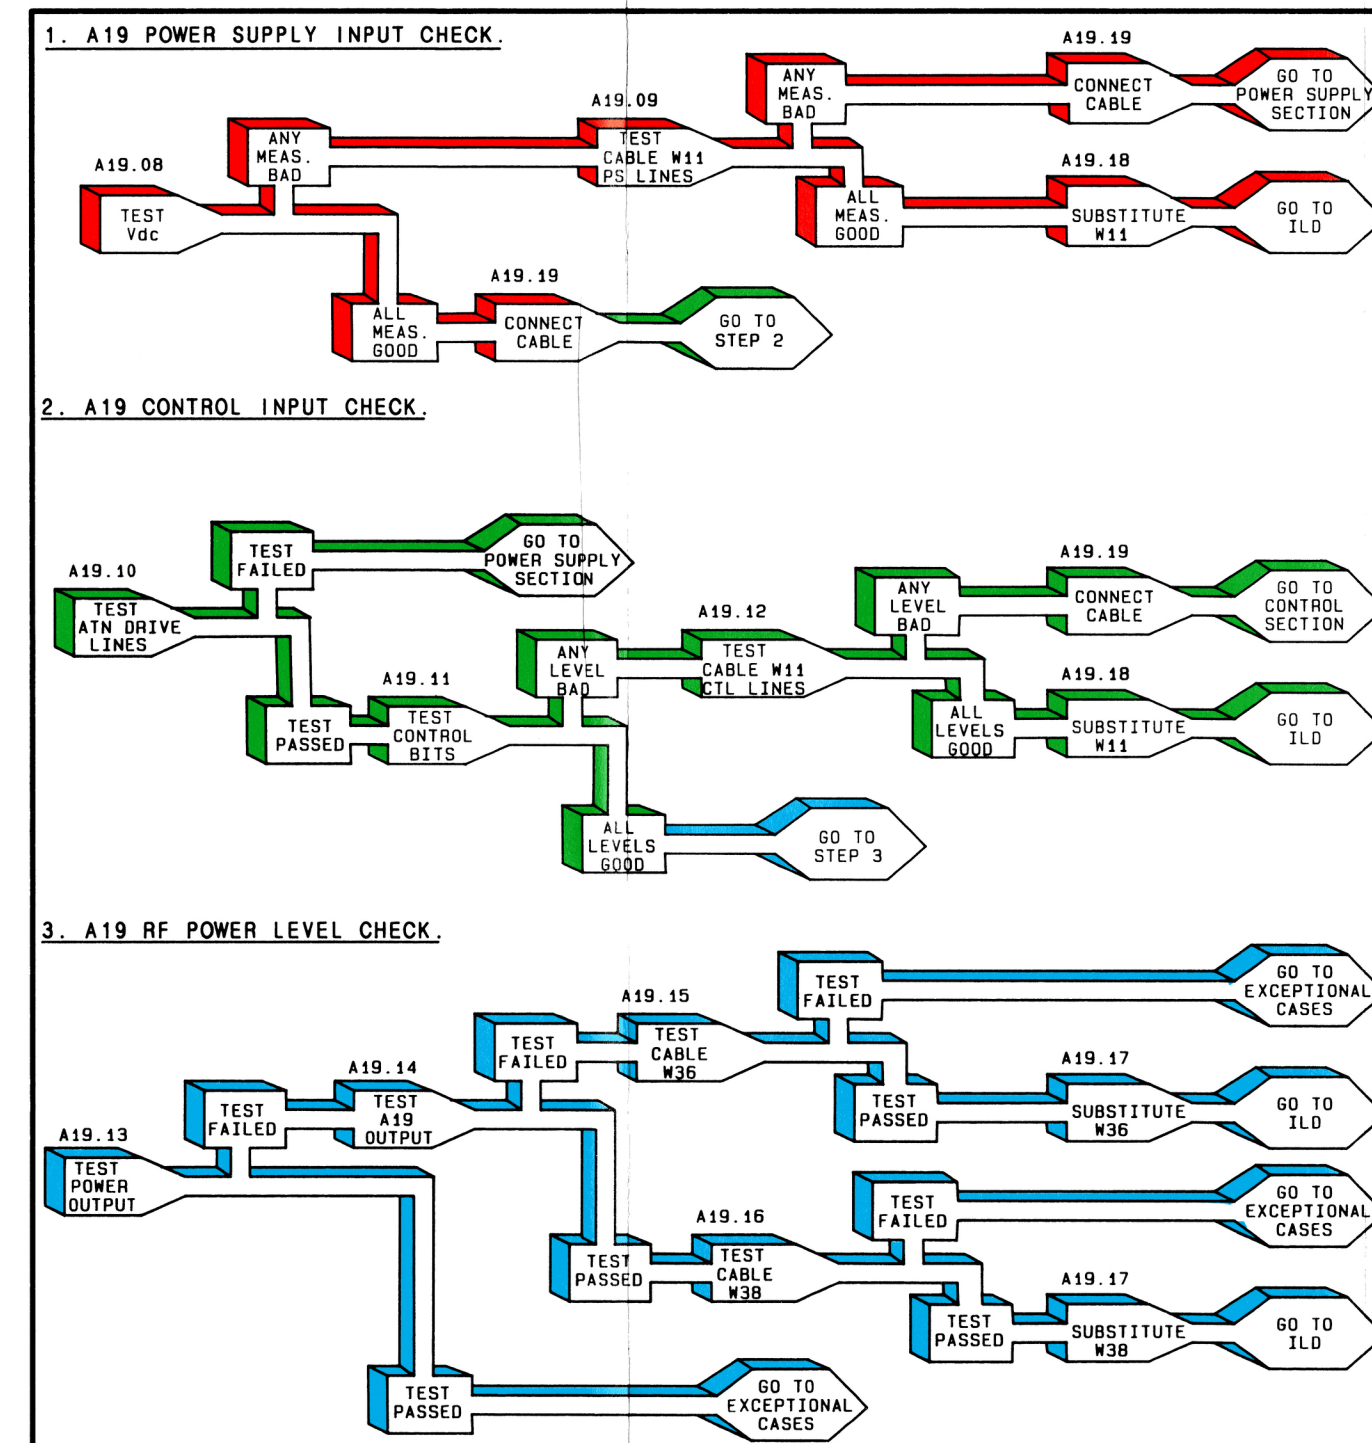 1. A19 POWER SUPPLY INPUT CHECK.
A19.08
TEST
Vdc
ANY
MEAS.
BAD
A19.09
TEST
CABLE W11
PS LINES
ANY
MEAS.
BAD
A19.19
CONNECT
CABLE
GO TO
POWER SUPPLY
SECTION
ALL
MEAS.
GOOD
A19.18
SUBSTITUTE
W11
GO TO
ILD
ALL
MEAS.
GOOD
A19.19
CONNECT
CABLE
GO TO
STEP 2
2. A19 CONTROL INPUT CHECK.
A19.10
TEST
ATN DRIVE
LINES
TEST
FAILED
GO TO
POWER SUPPLY
SECTION
TEST
PASSED
A19.11
TEST
CONTROL
BITS
ANY
LEVEL
BAD
A19.12
TEST
CABLE W11
CTL LINES
ANY
LEVEL
BAD
A19.19
CONNECT
CABLE
GO TO
CONTROL
SECTION
ALL
LEVELS
GOOD
A19.18
SUBSTITUTE
W11
GO TO
ILD
ALL
LEVELS
GOOD
GO TO
STEP 3
3. A19 RF POWER LEVEL CHECK.
A19.13
TEST
POWER
OUTPUT
TEST
FAILED
A19.14
TEST
A19
OUTPUT
TEST
FAILED
A19.15
TEST
CABLE
W36
TEST
FAILED
GO TO
EXCEPTIONAL
CASES
TEST
PASSED
A19.17
SUBSTITUTE
W36
GO TO
ILD
TEST
PASSED
A19.16
TEST
CABLE
W38
TEST
FAILED
GO TO
EXCEPTIONAL
CASES
TEST
PASSED
A19.17
SUBSTITUTE
W38
GO TO
ILD
TEST
PASSED
GO TO
EXCEPTIONAL
CASES